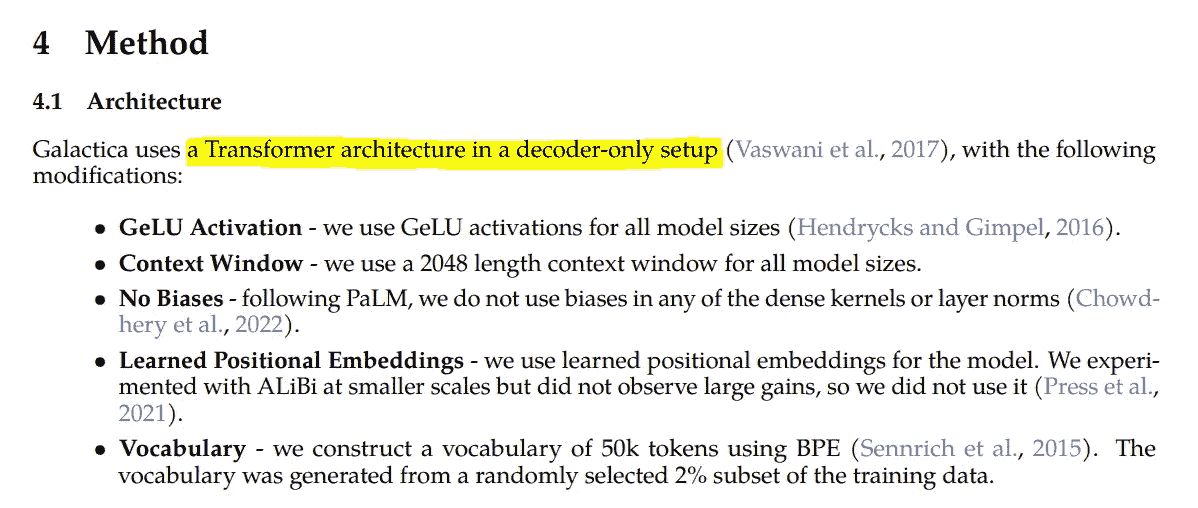 4 Method
4.1 Architecture
Galactica uses a Transformer architecture in a decoder-only setup (Vaswani et al., 2017), with the following
modifications:
• GeLU Activation - we use GeLU activations for all model sizes (Hendrycks and Gimpel, 2016).
• Context Window - we use a 2048 length context window for all model sizes.
• No Biases - following PaLM, we do not use biases in any of the dense kernels or layer norms (Chowd-
hery et al., 2022).
• Learned Positional Embeddings - we use learned positional embeddings for the model. We experi-
mented with ALiBi at smaller scales but did not observe large gains, so we did not use it (Press et al.,
2021).
• Vocabulary - we construct a vocabulary of 50k tokens using BPE (Sennrich et al., 2015). The
vocabulary was generated from a randomly selected 2% subset of the training data.